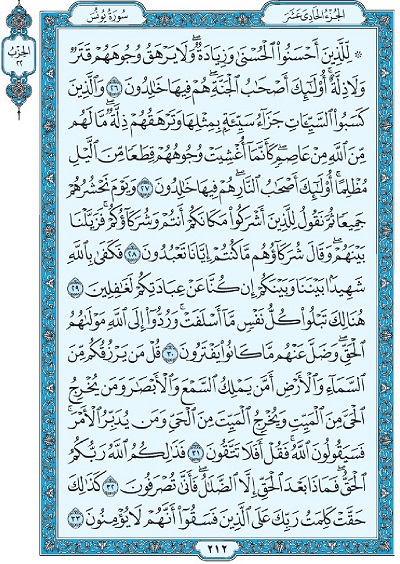 الجزء الحادي عشر
سورة يونس
الحزب
٢٢
۞ لِّلَّذِينَ أَحْسَنُوا۟ ٱلْحُسْنَىٰ وَزِيَادَةٌ ۖ وَلَا يَرْهَقُ وُجُوهَهُمْ قَتَرٌ
وَلَا ذِلَّةٌ ۚ أُو۟لَـٰٓئِكَ أَصْحَـٰبُ ٱلْجَنَّةِ ۖ هُمْ فِيهَا خَـٰلِدُونَ ٢٦ وَٱلَّذِينَ
كَسَبُوا۟ ٱلسَّيِّـَٔاتِ جَزَآءُ سَيِّئَةٍۭ بِمِثْلِهَا وَتَرْهَقُهُمْ ذِلَّةٌ ۖ مَّا لَهُم
مِّنَ ٱللَّهِ مِنْ عَاصِمٍ ۖ كَأَنَّمَآ أُغْشِيَتْ وُجُوهُهُمْ قِطَعًا مِّنَ ٱلَّيْلِ
مُظْلِمًا ۚ أُو۟لَـٰٓئِكَ أَصْحَـٰبُ ٱلنَّارِ ۖ هُمْ فِيهَا خَـٰلِدُونَ ٢٧ وَيَوْمَ نَحْشُرُهُمْ
جَمِيعًا ثُمَّ نَقُولُ لِلَّذِينَ أَشْرَكُوا۟ مَكَانَكُمْ أَنتُمْ وَشُرَكَآؤُكُمْ ۚ فَزَيَّلْنَا
بَيْنَهُمْ ۖ وَقَالَ شُرَكَآؤُهُم مَّا كُنتُمْ إِيَّانَا تَعْبُدُونَ ٢٨ فَكَفَىٰ بِٱللَّهِ
شَهِيدًۢا بَيْنَنَا وَبَيْنَكُمْ إِن كُنَّا عَنْ عِبَادَتِكُمْ لَغَـٰفِلِينَ ٢٩
هُنَالِكَ تَبْلُوا۟ كُلُّ نَفْسٍ مَّآ أَسْلَفَتْ ۚ وَرُدُّوٓا۟ إِلَى ٱللَّهِ مَوْلَىٰهُمُ
ٱلْحَقِّ ۖ وَضَلَّ عَنْهُم مَّا كَانُوا۟ يَفْتَرُونَ ٣٠ قُلْ مَن يَرْزُقُكُم مِّنَ
ٱلسَّمَآءِ وَٱلْأَرْضِ أَمَّن يَمْلِكُ ٱلسَّمْعَ وَٱلْأَبْصَـٰرَ وَمَن يُخْرِجُ
ٱلْحَىَّ مِنَ ٱلْمَيِّتِ وَيُخْرِجُ ٱلْمَيِّتَ مِنَ ٱلْحَىِّ وَمَن يُدَبِّرُ ٱلْأَمْرَ ۚ
فَسَيَقُولُونَ ٱللَّهُ ۚ فَقُلْ أَفَلَا تَتَّقُونَ ٣١ فَذَٰلِكُمُ ٱللَّهُ رَبُّكُمُ
ٱلْحَقُّ ۖ فَمَاذَا بَعْدَ ٱلْحَقِّ إِلَّا ٱلضَّلَـٰلُ ۖ فَأَنَّىٰ تُصْرَفُونَ ٣٢ كَذَٰلِكَ
حَقَّتْ كَلِمَتُ رَبِّكَ عَلَى ٱلَّذِينَ فَسَقُوٓا۟ أَنَّهُمْ لَا يُؤْمِنُونَ ٣٣
٢١٢